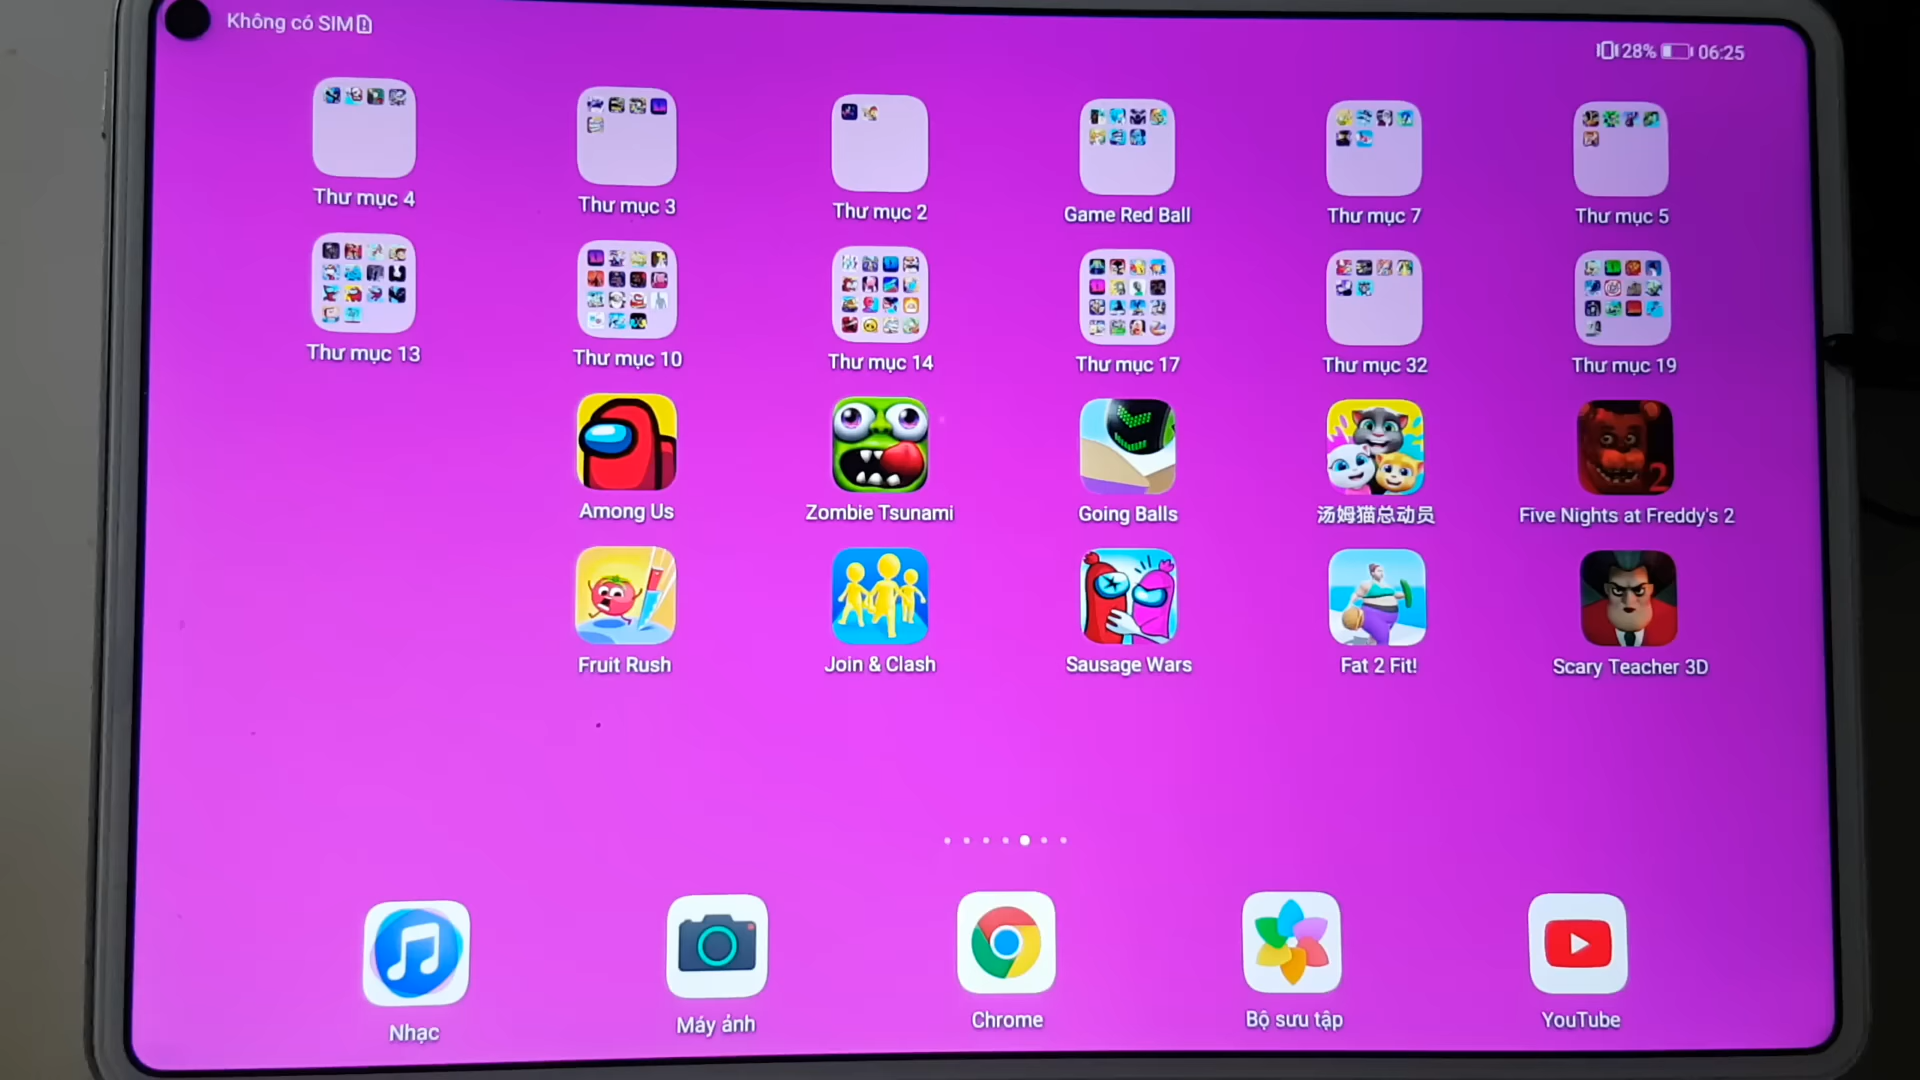 Không có SIM
28% 06:25
Thư mục 4
Thư mục 3
Thư mục 2
Game Red Ball
Thư mục 7
Thư mục 5
Thư mục 13
Thư mục 10
Thư mục 14
Thư mục 17
Thư mục 32
Thư mục 19
2
Among Us
Zombie Tsunami
Going Balls
汤姆猫总动员
Five Nights at Freddy's 2
Fruit Rush
Join & Clash
Sausage Wars
Fat 2 Fit!
Scary Teacher 3D
Nhạc
Máy ảnh
Chrome
Bộ sưu tập
YouTube